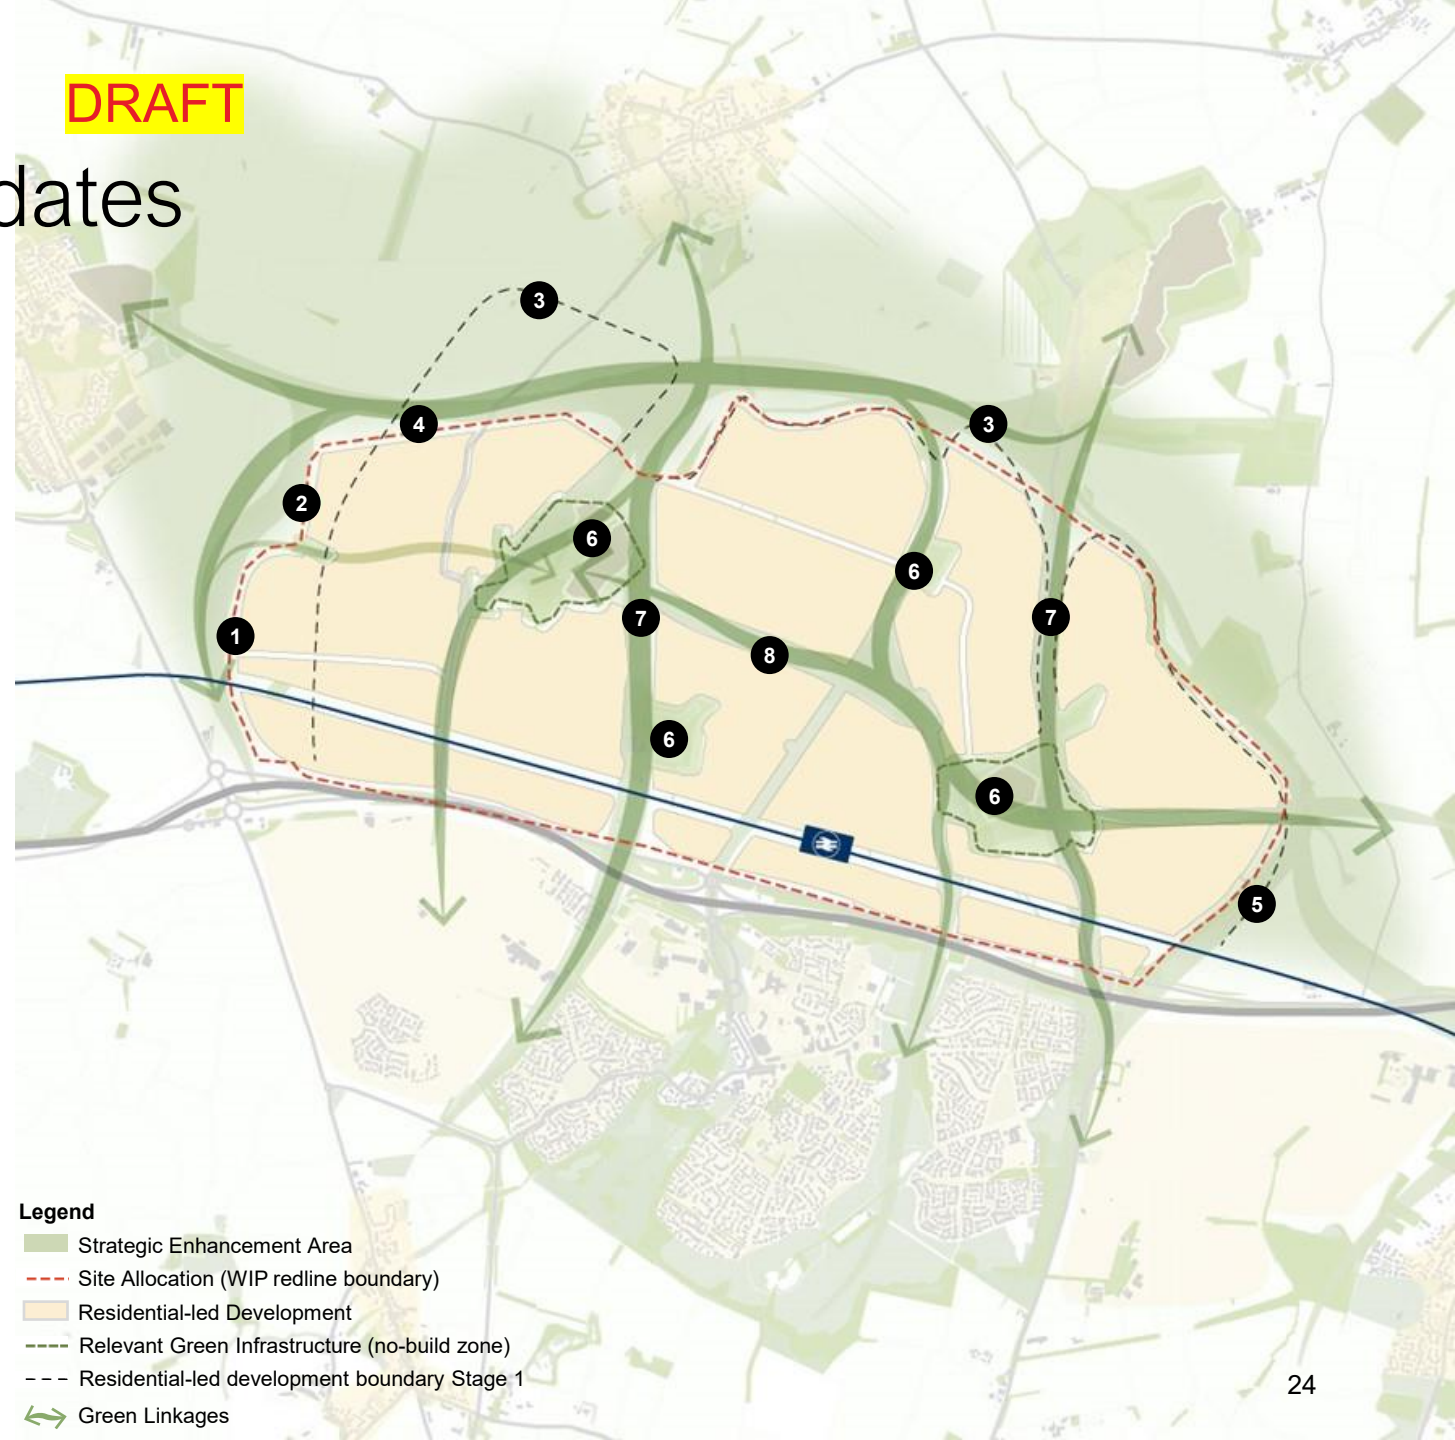 DRAFT
dates
3
4
3
2
6
6
1
7
7
8
6
6
5
Legend
Strategic Enhancement Area
Site Allocation (WIP redline boundary)
Residential-led Development
Relevant Green Infrastructure (no-build zone)
Residential-led development boundary Stage 1
Green Linkages
24